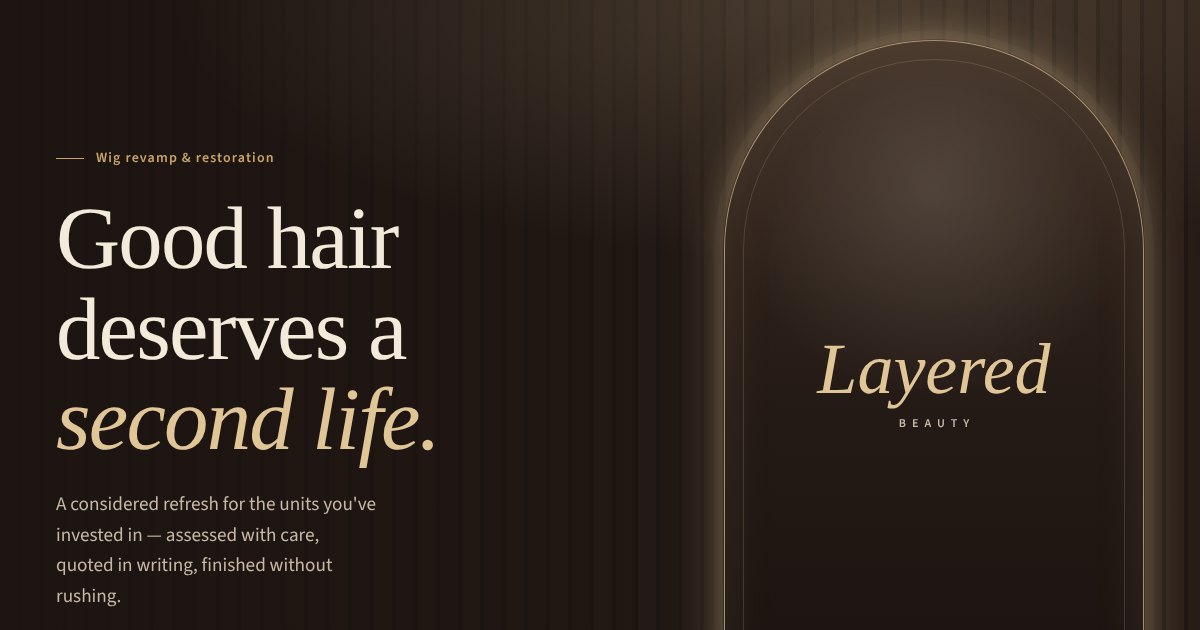 Wig revamp & restoration
Good hair
deserves a
second life.
A considered refresh for the units you've
invested in — assessed with care,
quoted in writing, finished without
rushing.
Layered
BEAUTY